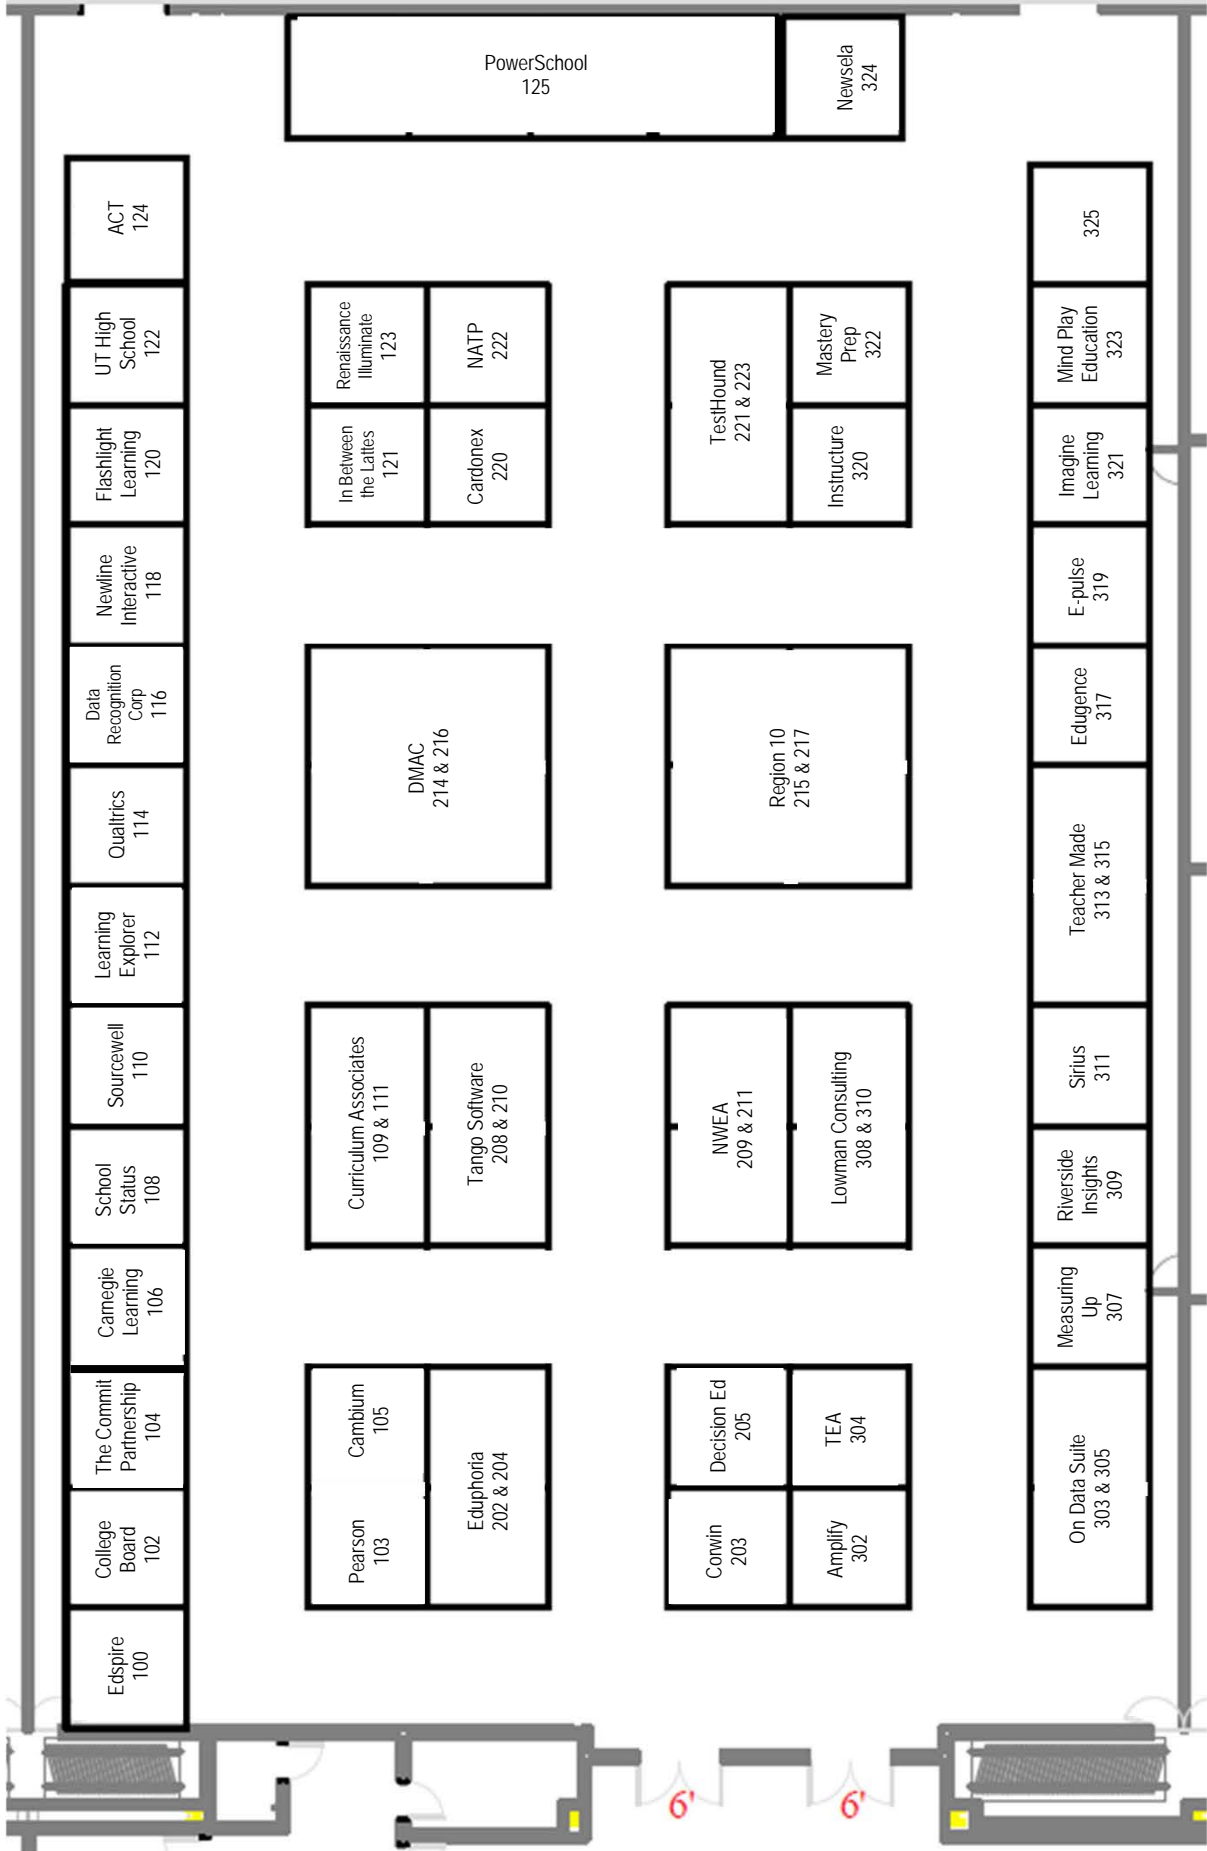 PowerSchool
125
Newsela
324
ACT
124
UT High
School
122
Flashlight
Learning
120
Newline
Interactive
118
Data
Recognition
Corp
116
Qualtrics
114
Learning
Explorer
112
Sourcewell
110
School
Status
108
Carnegie
Learning
106
The Commit
Partnership
104
College
Board
102
Edspire
100
Renaissance
Illuminate
123
NATP
222
In Between
the Lattes
121
Cardonex
220
DMAC
214 & 216
Curriculum Associates
109 & 111
Tango Software
208 & 210
Cambium
105
Pearson
103
Eduphoria
202 & 204
TestHound
221 & 223
Mastery
Prep
322
Instructure
320
Region 10
215 & 217
NWEA
209 & 211
Lowman Consulting
308 & 310
Decision Ed
205
TEA
304
Corwin
203
Amplify
302
325
Mind Play
Education
323
Imagine
Learning
321
E-pulse
319
Edugence
317
Teacher Made
313 & 315
Sirius
311
Riverside
Insights
309
Measuring
Up
307
On Data Suite
303 & 305
6'
6'